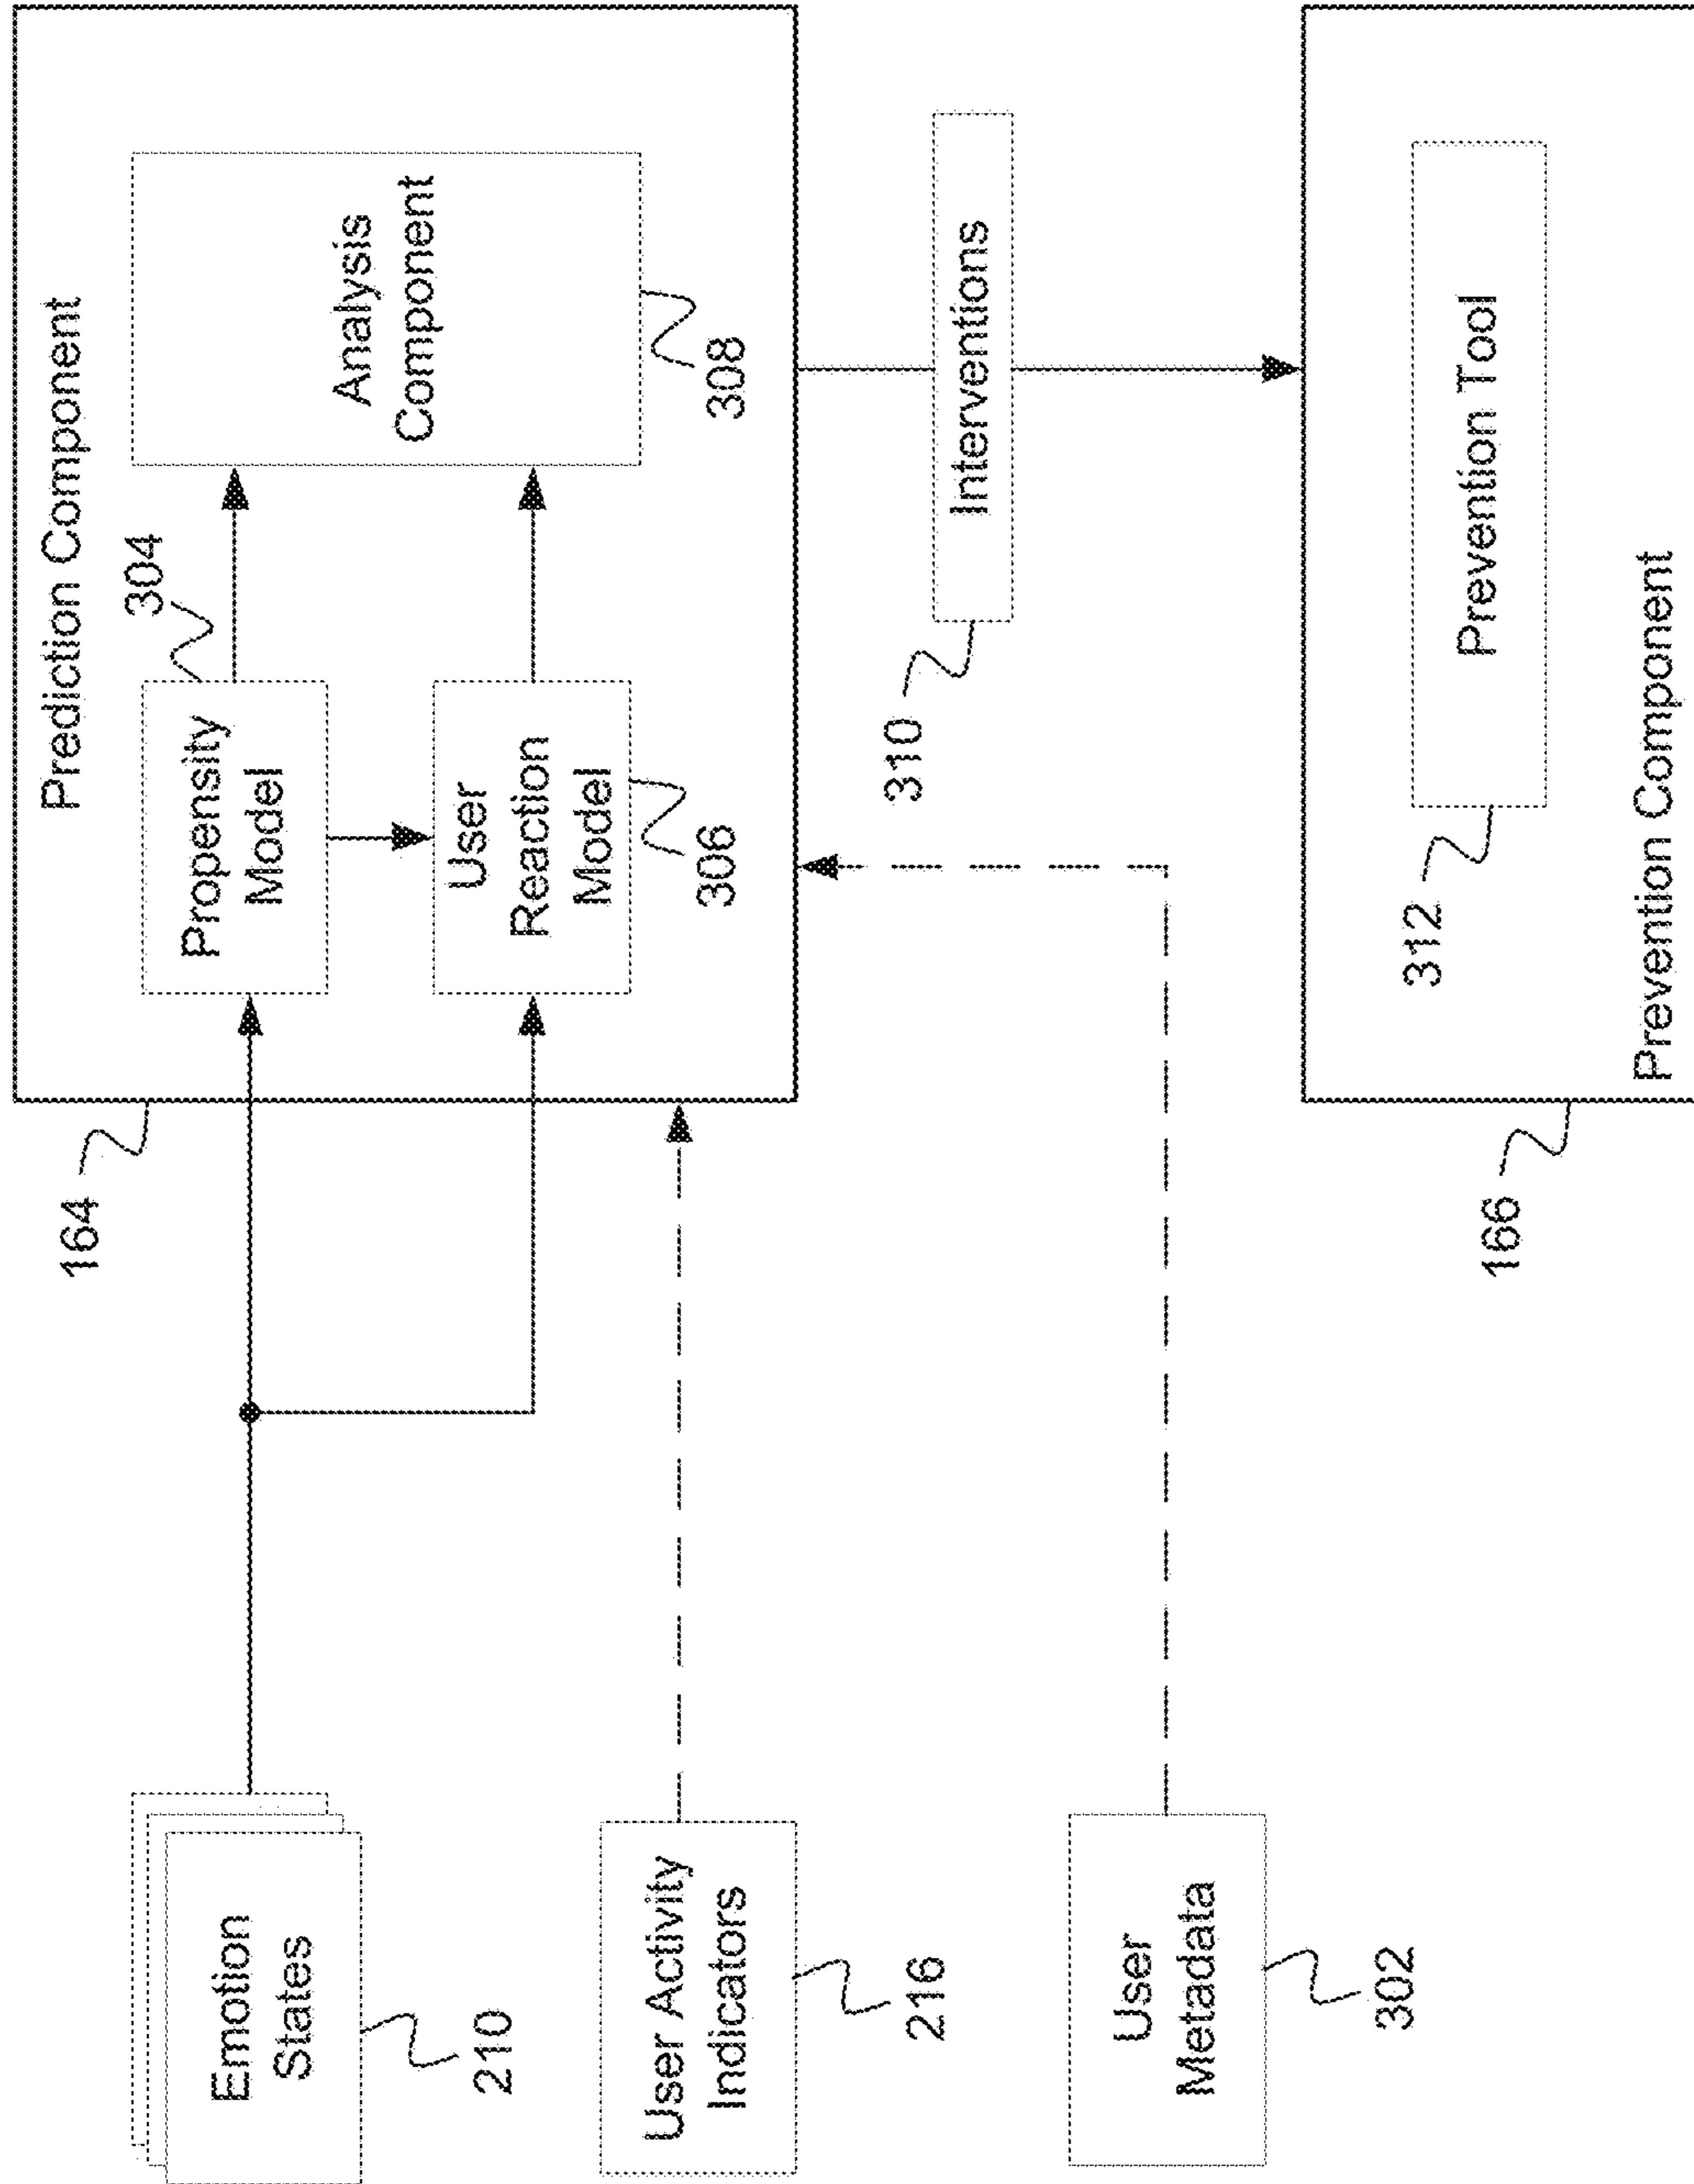 Prediction Component
164
Propensity
Model
304
User
Reaction
Model
306
Analysis
Component
308
Emotion
States
210
User Activity
Indicators
216
User
Metadata
302
Interventions
310
Prevention Tool
312
Prevention Component
166